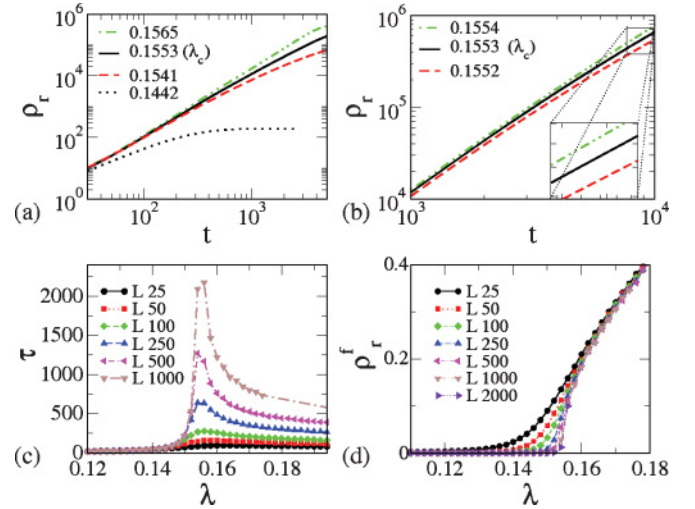 10^6
10^4
10^2
10^0
ρ_r
0.1565
0.1553 (λ_c)
0.1541
0.1442
10^2
10^3
(a)
t
10^6
10^5
10^4
ρ_r
0.1554
0.1553 (λ_c)
0.1552
10^3
10^4
(b)
t
2000
1500
1000
500
0
τ
L 25
L 50
L 100
L 250
L 500
L 1000
0.12
0.14
0.16
0.18
(c)
λ
0.4
0.2
0.0
ρ_r^f
L 25
L 50
L 100
L 250
L 500
L 1000
L 2000
0.12
0.14
0.16
0.18
(d)
λ